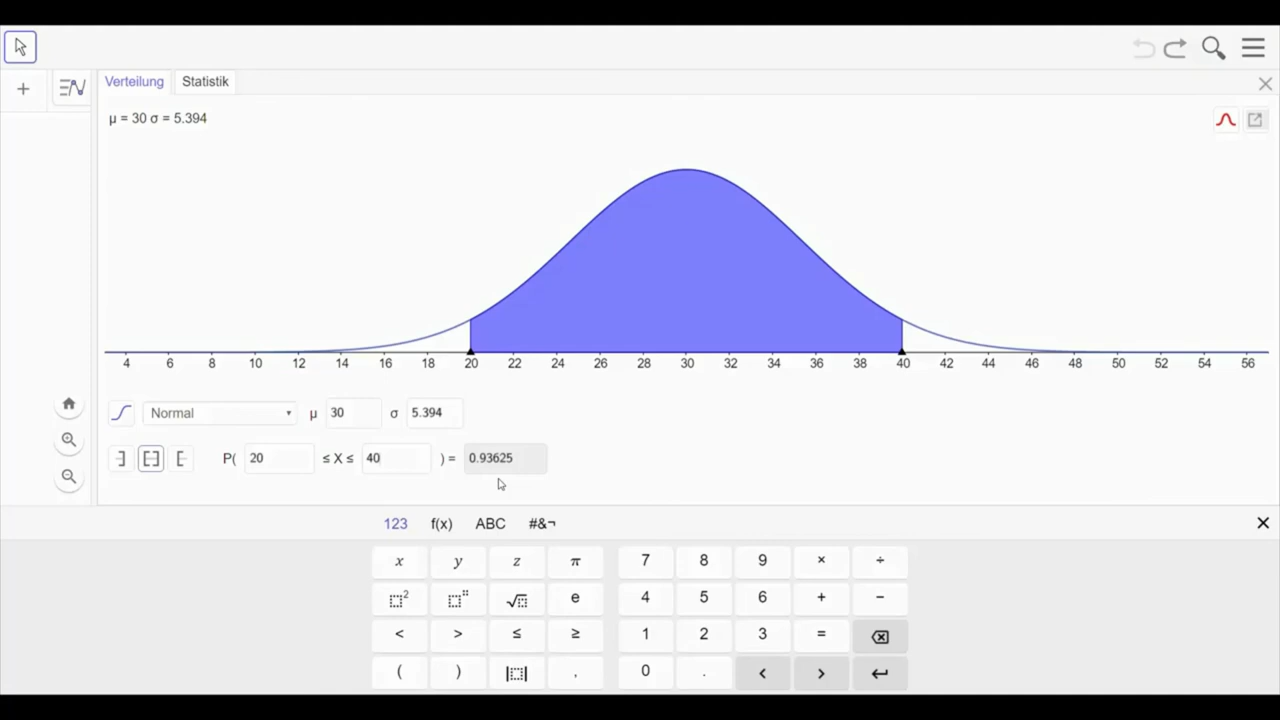 Verteilung Statistik
μ = 30 σ = 5.394
4 6 8 10 12 14 16 18 20 22 24 26 28 30 32 34 36 38 40 42 44 46 48 50 52 54 56
Normal μ 30 σ 5.394
P( 20 ≤ X ≤ 40 ) = 0.93625
123 f(x) ABC #&¬
x y z π 7 8 9 × ÷
e 4 5 6 + −
< > ≤ ≥ 1 2 3 =
( ) , 0 . < >